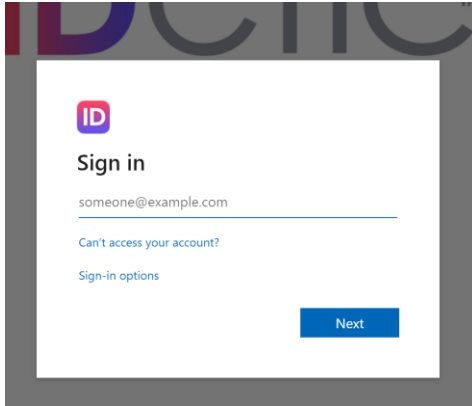 ID
Sign in
someone@example.com
Can't access your account?
Sign-in options
Next